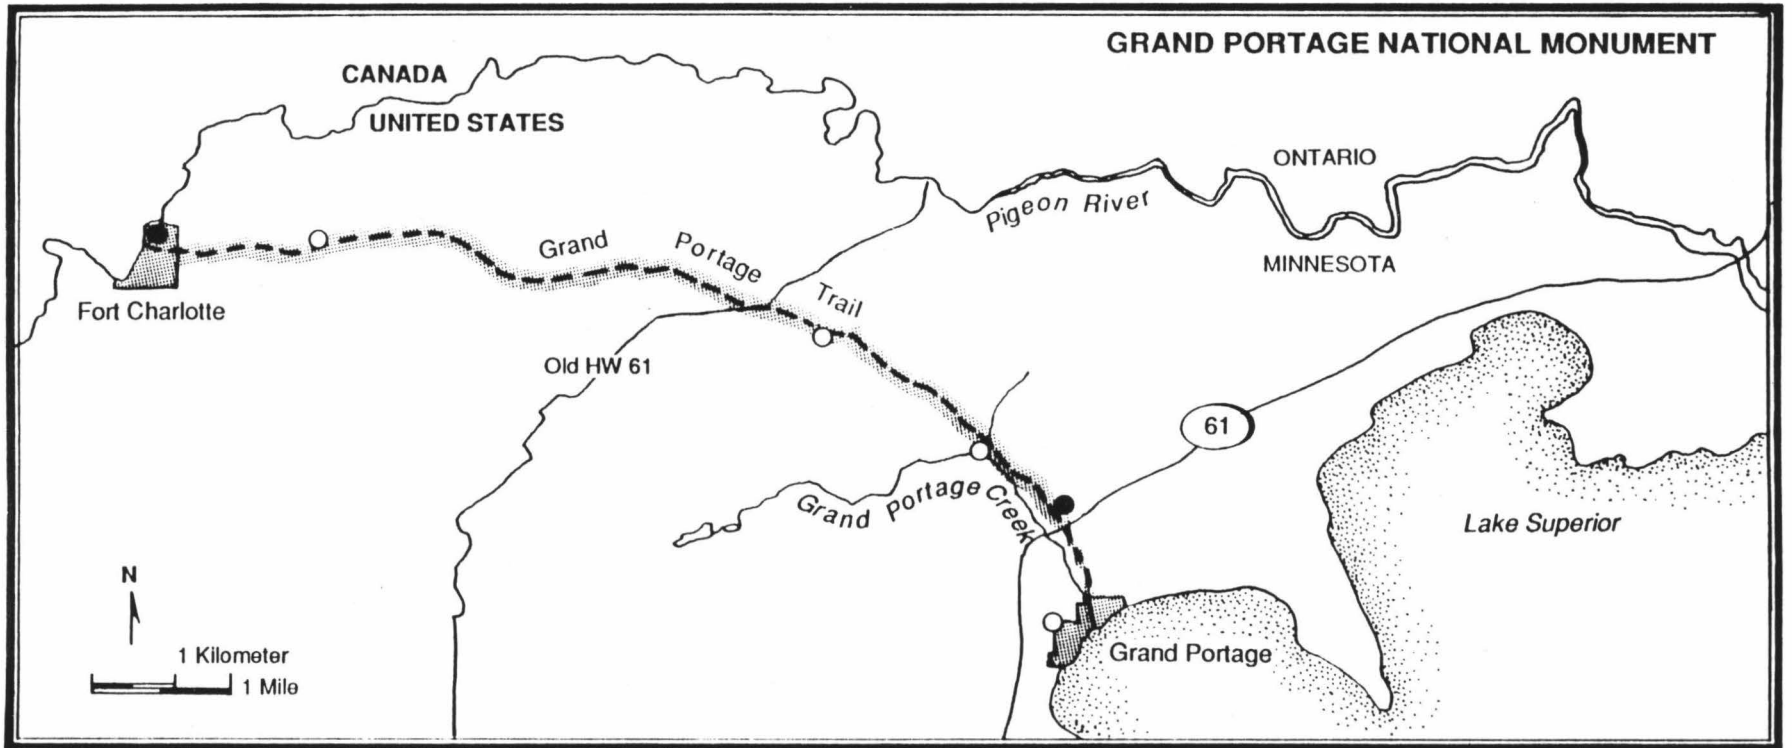 GRAND PORTAGE NATIONAL MONUMENT
CANADA
UNITED STATES
ONTARIO
Pigeon River
MINNESOTA
Grand Portage Trail
Fort Charlotte
Old HW 61
61
Grand Portage Creek
Lake Superior
N
1 Kilometer
1 Mile
Grand Portage